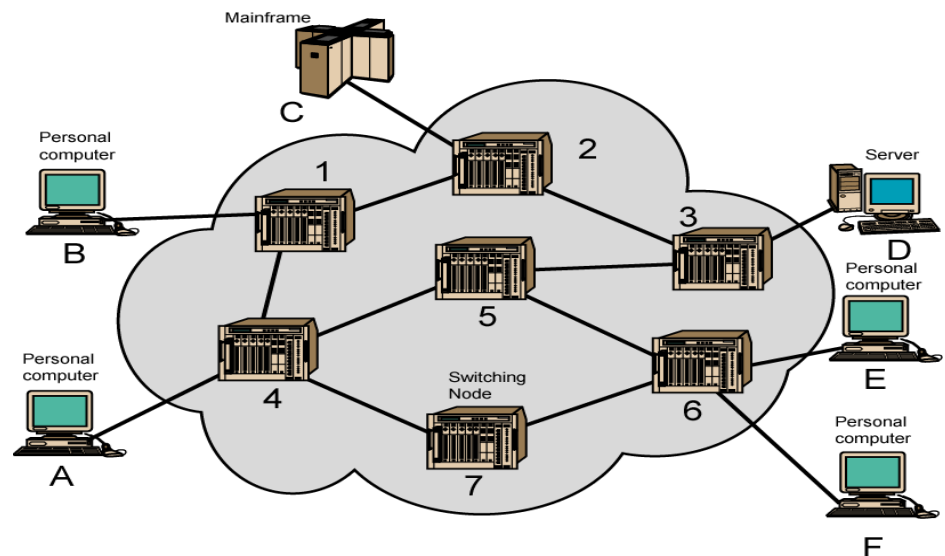 Mainframe
C
2
Personal
computer
1
B
Server
3
D
5
Personal
computer
E
Personal
computer
4
A
Switching
Node
7
6
Personal
computer
F